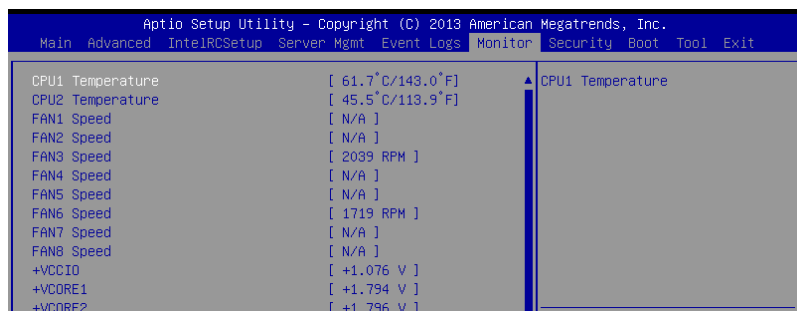 Aptio Setup Utility – Copyright (C) 2013 American Megatrends, Inc.
Main Advanced IntelRCSetup Server Mgmt Event Logs Monitor Security Boot Tool Exit
CPU1 Temperature [ 61.7°C/143.0°F] CPU1 Temperature
CPU2 Temperature [ 45.5°C/113.9°F]
FAN1 Speed [ N/A ]
FAN2 Speed [ N/A ]
FAN3 Speed [ 2039 RPM ]
FAN4 Speed [ N/A ]
FAN5 Speed [ N/A ]
FAN6 Speed [ 1719 RPM ]
FAN7 Speed [ N/A ]
FAN8 Speed [ N/A ]
+VCCIO [ +1.076 V ]
+VCORE1 [ +1.794 V ]
+VCORE2 [ +1.796 V ]